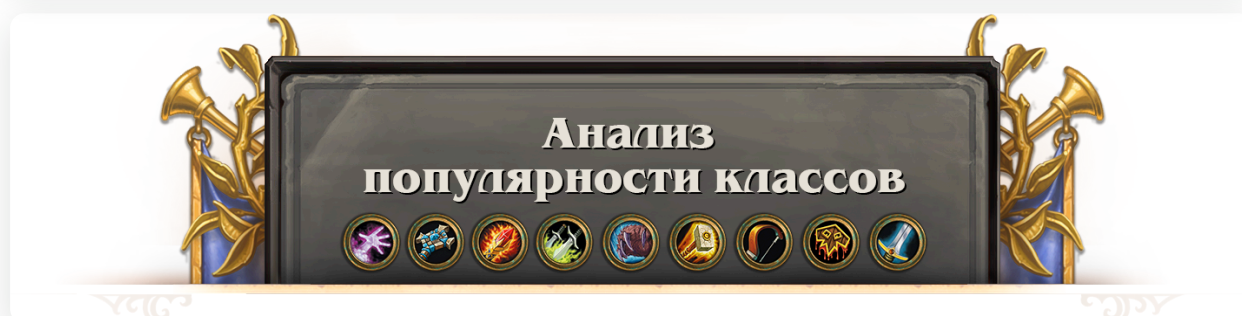 Анализ
популярности классов